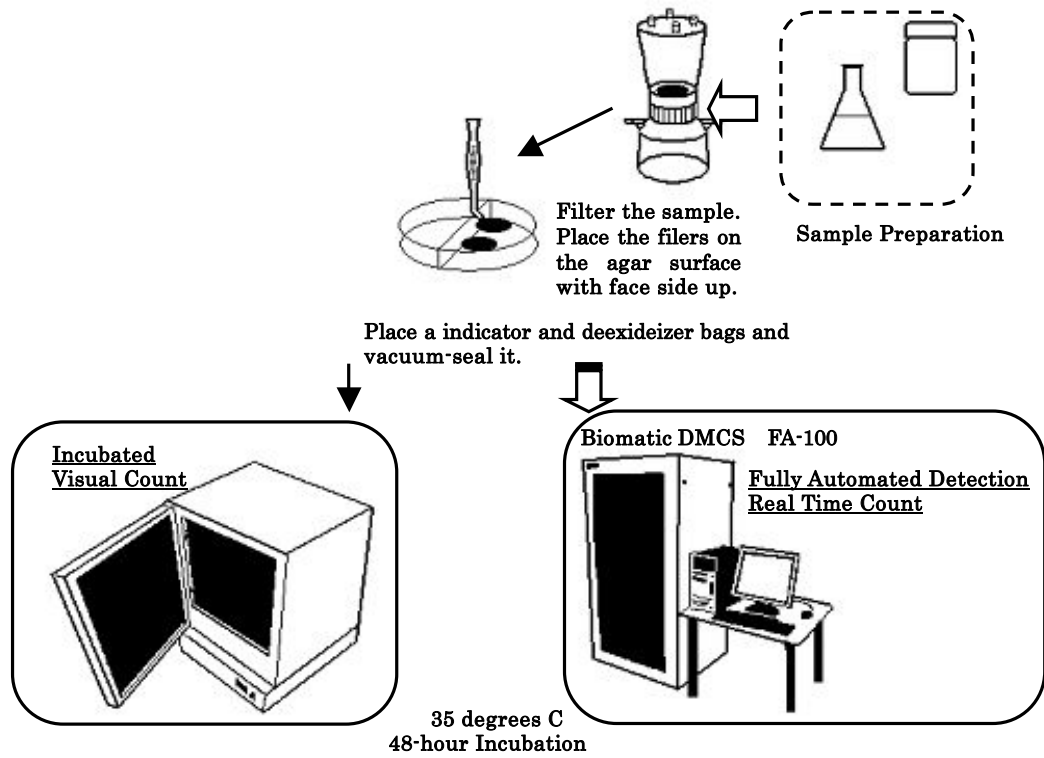 Filter the sample.
Place the filers on
the agar surface
with face side up.
Sample Preparation
Place a indicator and deexideizer bags and
vacuum-seal it.
Incubated
Visual Count
Biomatic DMCS FA-100
Fully Automated Detection
Real Time Count
35 degrees C
48-hour Incubation